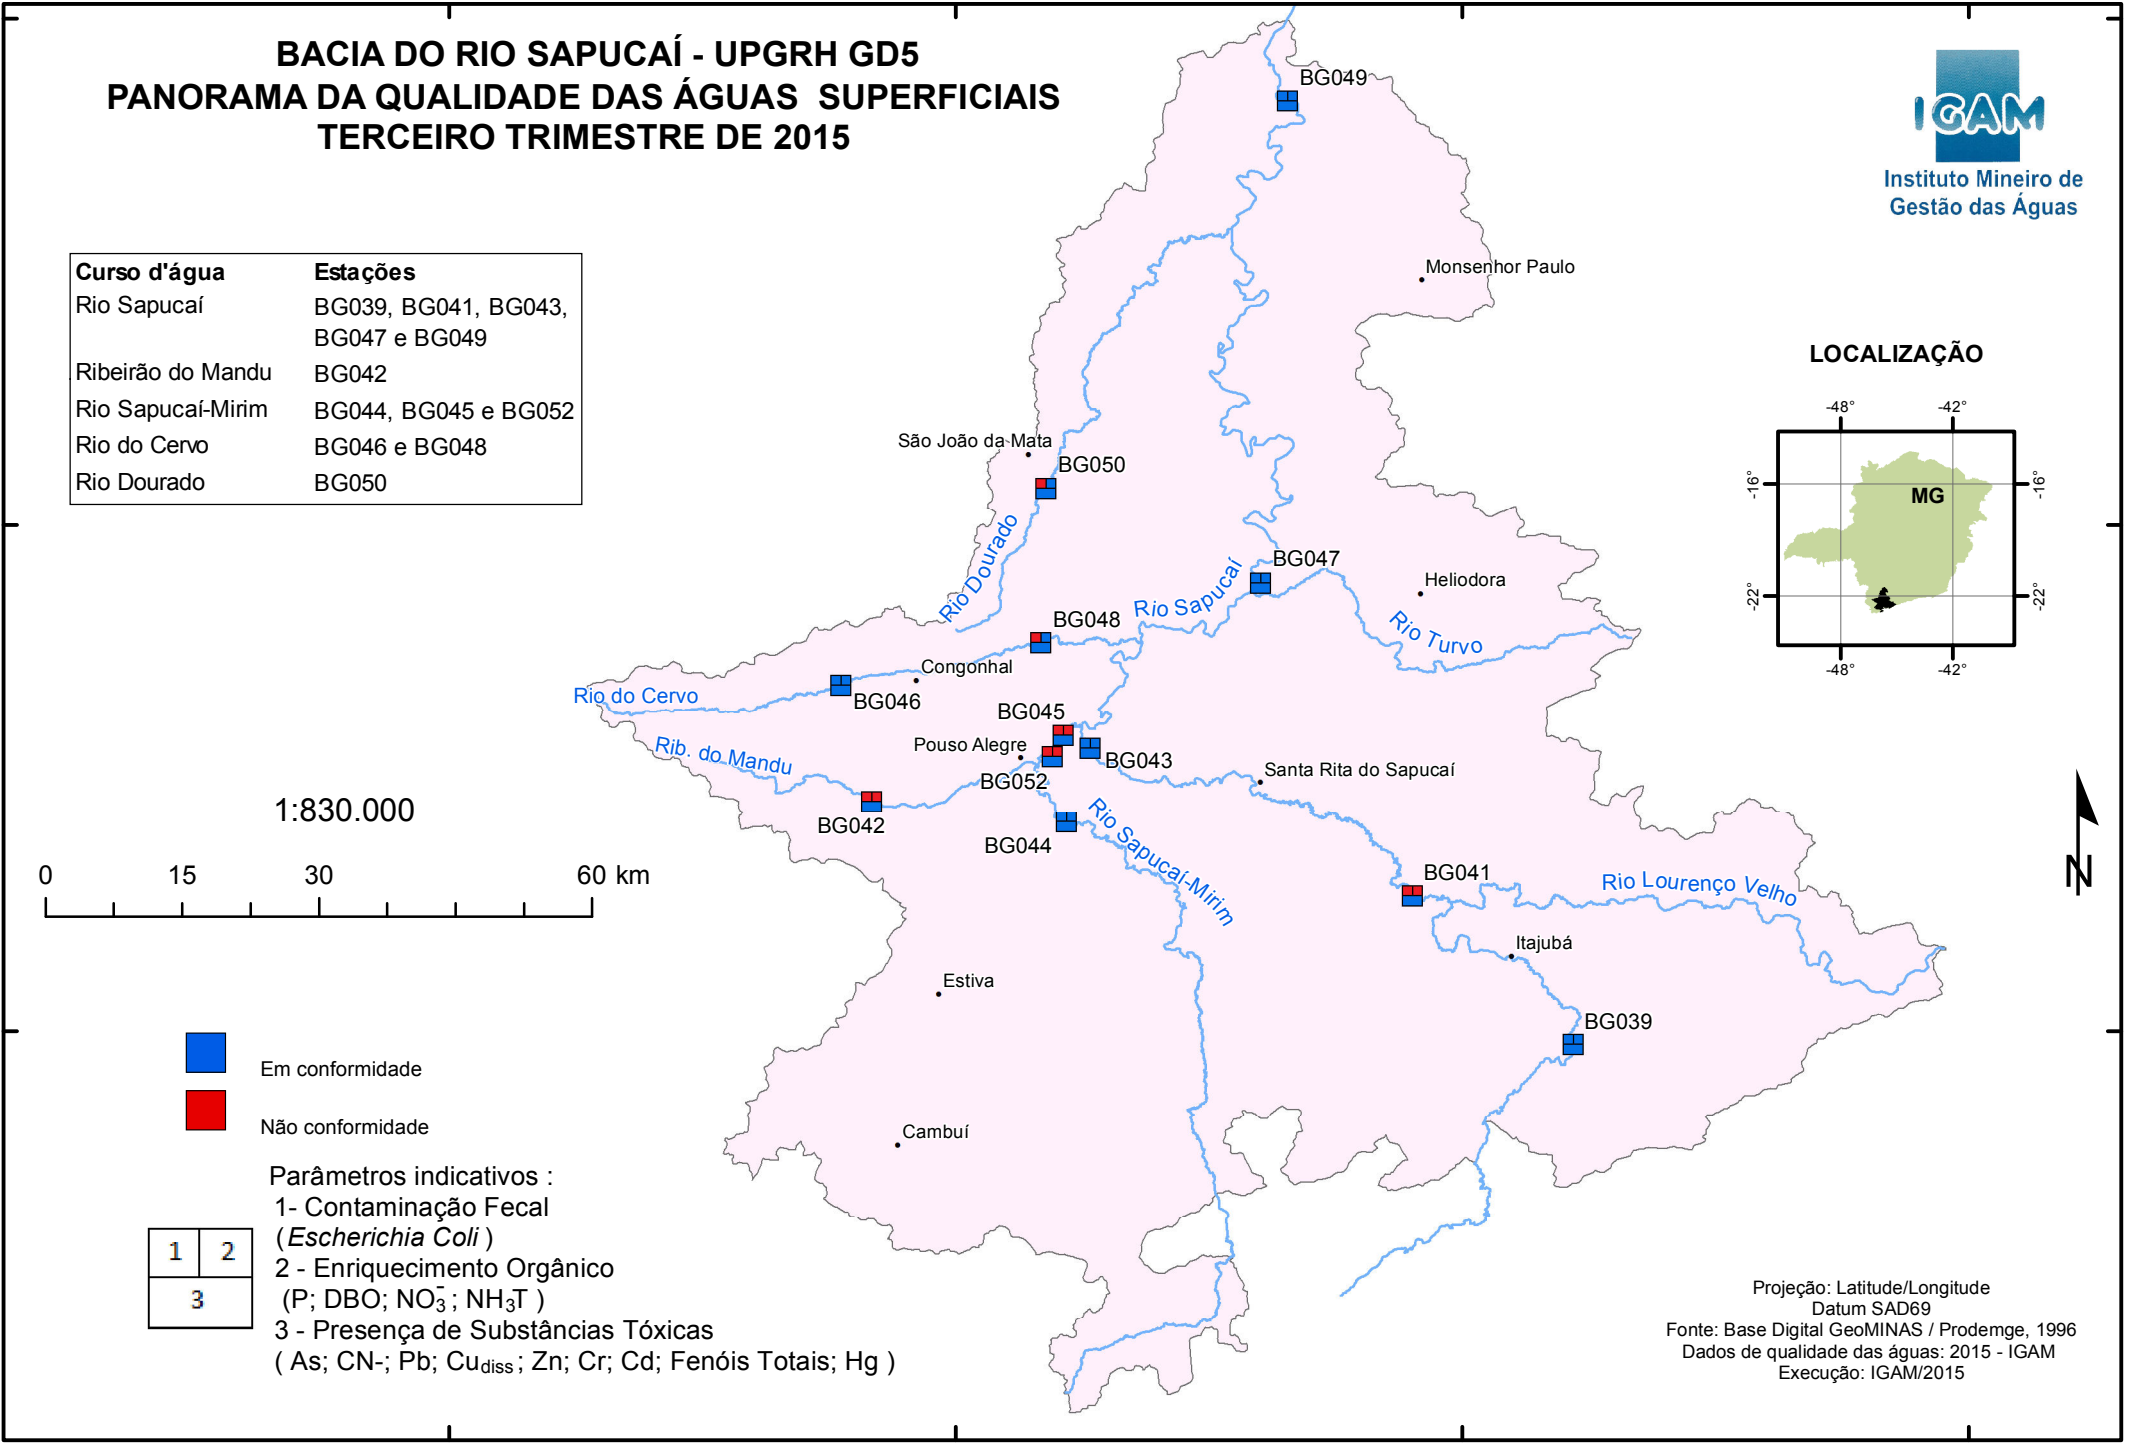 BACIA DO RIO SAPUCAÍ - UPGRH GD5
PANORAMA DA QUALIDADE DAS ÁGUAS SUPERFICIAIS
TERCEIRO TRIMESTRE DE 2015
IGAM
Instituto Mineiro de
Gestão das Águas
Curso d'água Estações
Rio Sapucaí BG039, BG041, BG043,
BG047 e BG049
Ribeirão do Mandu BG042
Rio Sapucaí-Mirim BG044, BG045 e BG052
Rio do Cervo BG046 e BG048
Rio Dourado BG050
BG049
Monsenhor Paulo
LOCALIZAÇÃO
-48° -42°
-16° -16°
MG
-22° -22°
-48° -42°
São João da Mata
BG050
Rio Dourado
BG047
Heliodora
Rio Sapucaí
BG048
Rio Turvo
Congonhal
Rio do Cervo
BG046
BG045
Pouso Alegre
Rib. do Mandu
BG043
Santa Rita do Sapucaí
BG052
BG042
BG044
Rio Sapucaí-Mirim
BG041
Rio Lourenço Velho
Itajubá
Estiva
BG039
Cambuí
N
1:830.000
0 15 30 60 km
Em conformidade
Não conformidade
Parâmetros indicativos :
1- Contaminação Fecal
( Escherichia Coli )
2 - Enriquecimento Orgânico
(P; DBO; NO3- ; NH3T )
3 - Presença de Substâncias Tóxicas
( As; CN-; Pb; Cudiss ; Zn; Cr; Cd; Fenóis Totais; Hg )
1 2
3
Projeção: Latitude/Longitude
Datum SAD69
Fonte: Base Digital GeoMINAS / Prodemge, 1996
Dados de qualidade das águas: 2015 - IGAM
Execução: IGAM/2015